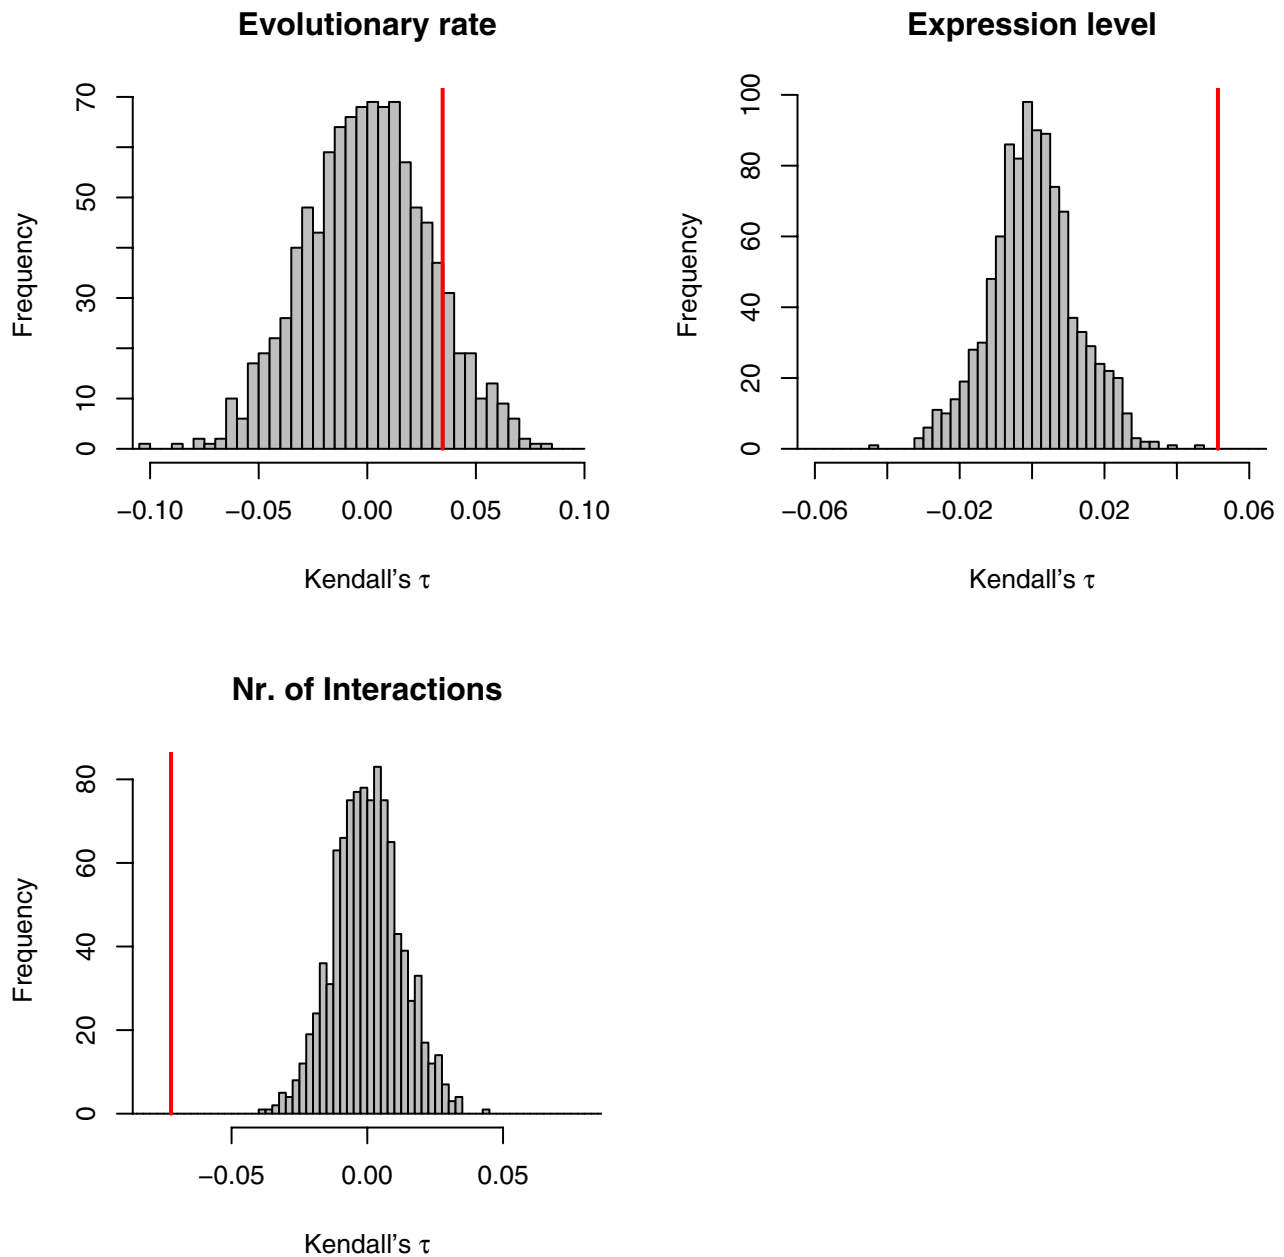 Evolutionary rate
Frequency
0 10 30 50 70
−0.10 −0.05 0.00 0.05 0.10
Kendall's τ
Expression level
Frequency
0 20 40 60 80 100
−0.06 −0.02 0.02 0.06
Kendall's τ
Nr. of Interactions
Frequency
0 20 40 60 80
−0.05 0.00 0.05
Kendall's τ